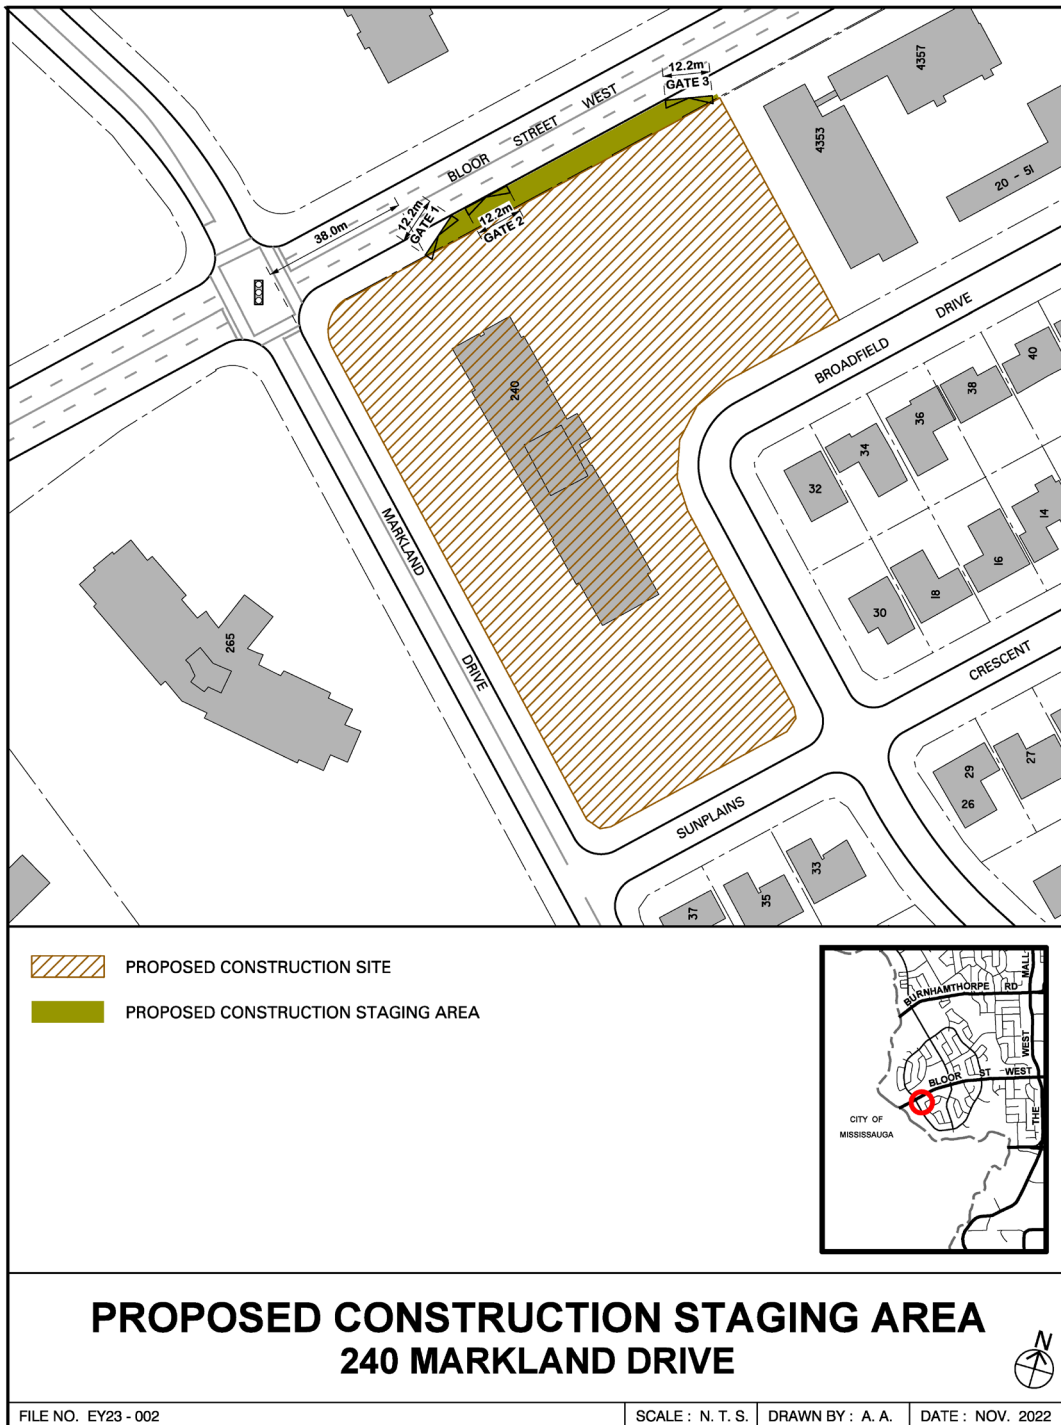 4357
12.2m
GATE 3
BLOOR STREET WEST
4353
20 - 51
12.2m
GATE 1
12.2m
GATE 2
38.0m
BROADFIELD DRIVE
240
40
38
36
34
32
14
16
18
30
MARKLAND DRIVE
265
CRESCENT
SUNPLAINS
29
26
27
33
35
37
PROPOSED CONSTRUCTION SITE
PROPOSED CONSTRUCTION STAGING AREA
BURNHAMTHORPE RD
MALL
WEST
THE
BLOOR ST WEST
CITY OF
MISSISSAUGA
PROPOSED CONSTRUCTION STAGING AREA
240 MARKLAND DRIVE
N
FILE NO. EY23 - 002
SCALE : N. T. S.
DRAWN BY : A. A.
DATE : NOV. 2022